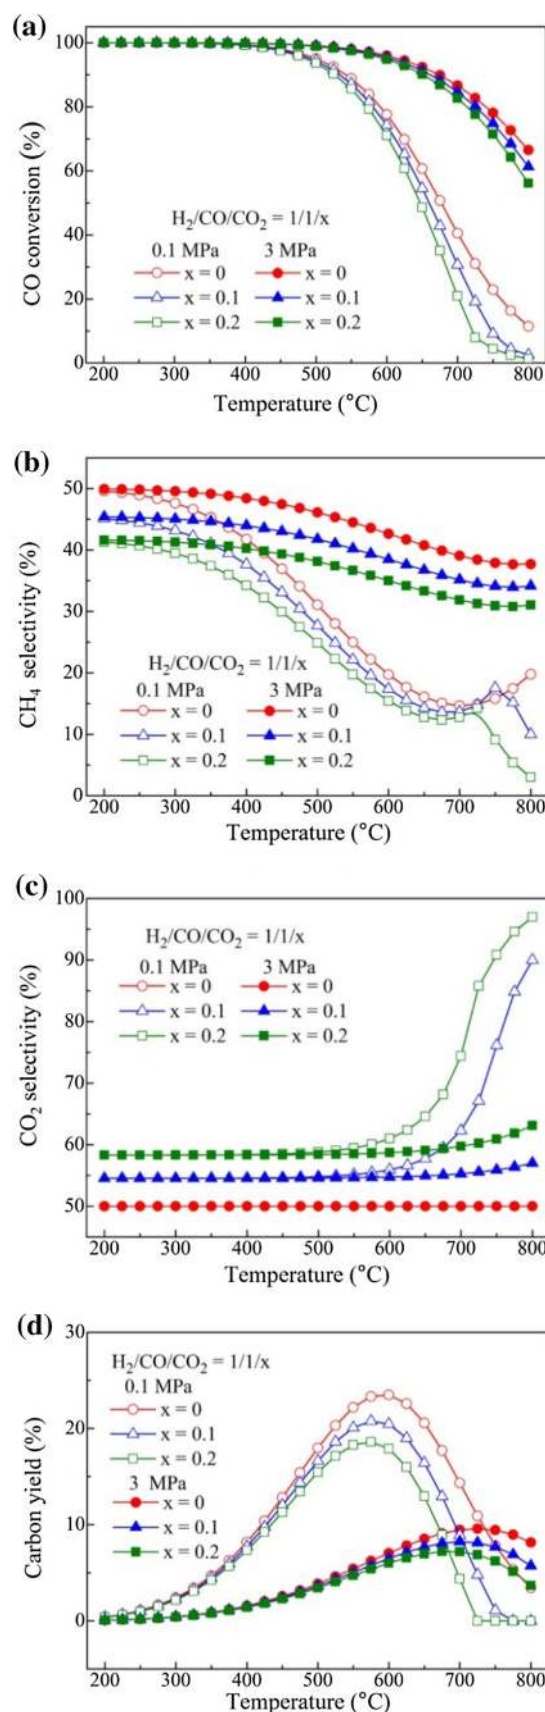 (a)
100
80
60
40
20
0
CO conversion (%)
H₂/CO/CO₂ = 1/1/x
0.1 MPa 3 MPa
x = 0 x = 0
x = 0.1 x = 0.1
x = 0.2 x = 0.2
200 300 400 500 600 700 800
Temperature (°C)
(b)
50
40
30
20
10
0
CH₄ selectivity (%)
H₂/CO/CO₂ = 1/1/x
0.1 MPa 3 MPa
x = 0 x = 0
x = 0.1 x = 0.1
x = 0.2 x = 0.2
200 300 400 500 600 700 800
Temperature (°C)
(c)
100
90
80
70
60
50
CO₂ selectivity (%)
H₂/CO/CO₂ = 1/1/x
0.1 MPa 3 MPa
x = 0 x = 0
x = 0.1 x = 0.1
x = 0.2 x = 0.2
200 300 400 500 600 700 800
Temperature (°C)
(d)
30
20
10
0
Carbon yield (%)
H₂/CO/CO₂ = 1/1/x
0.1 MPa
x = 0
x = 0.1
x = 0.2
3 MPa
x = 0
x = 0.1
x = 0.2
200 300 400 500 600 700 800
Temperature (°C)